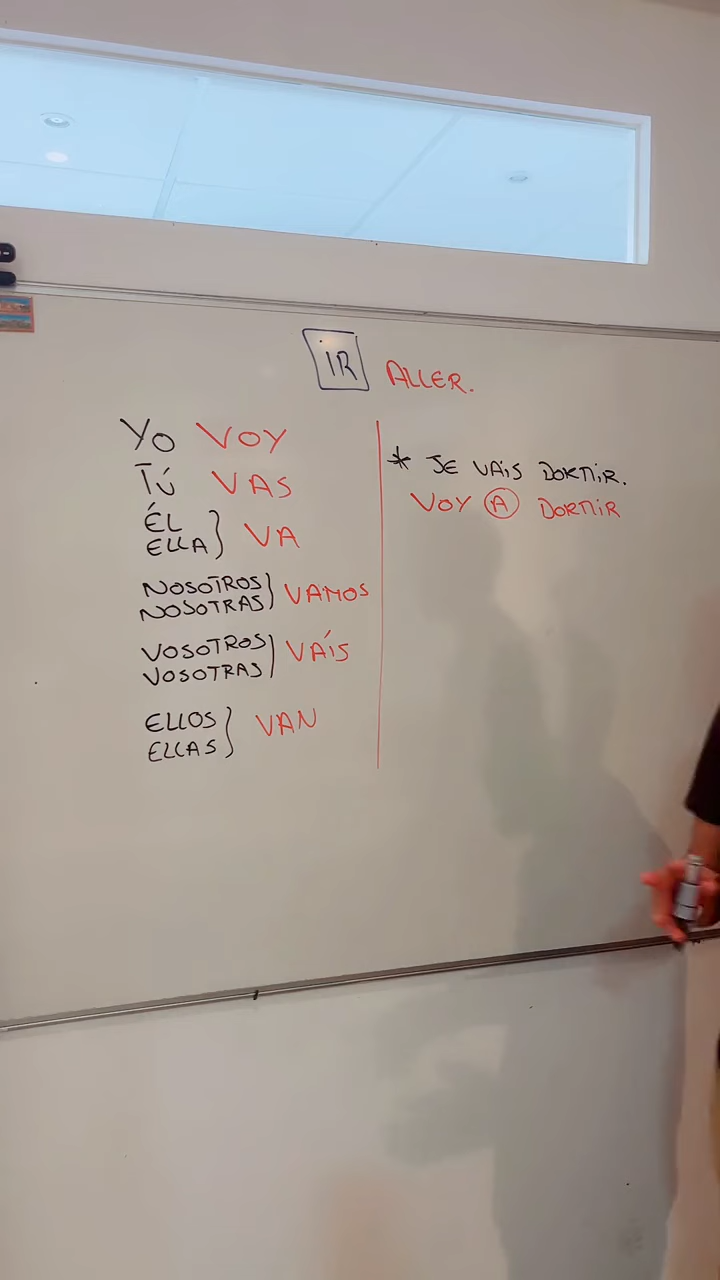 iR ALLER.
Yo VOY
TÚ VAS
ÉL
ELLA } VA
NOSOTROS
NOSOTRAS } VAMOS
VOSOTROS
VOSOTRAS } VAÍS
ELLOS
ELLAS } VAN
* JE VAiS DORMiR.
VOY A DORMIR